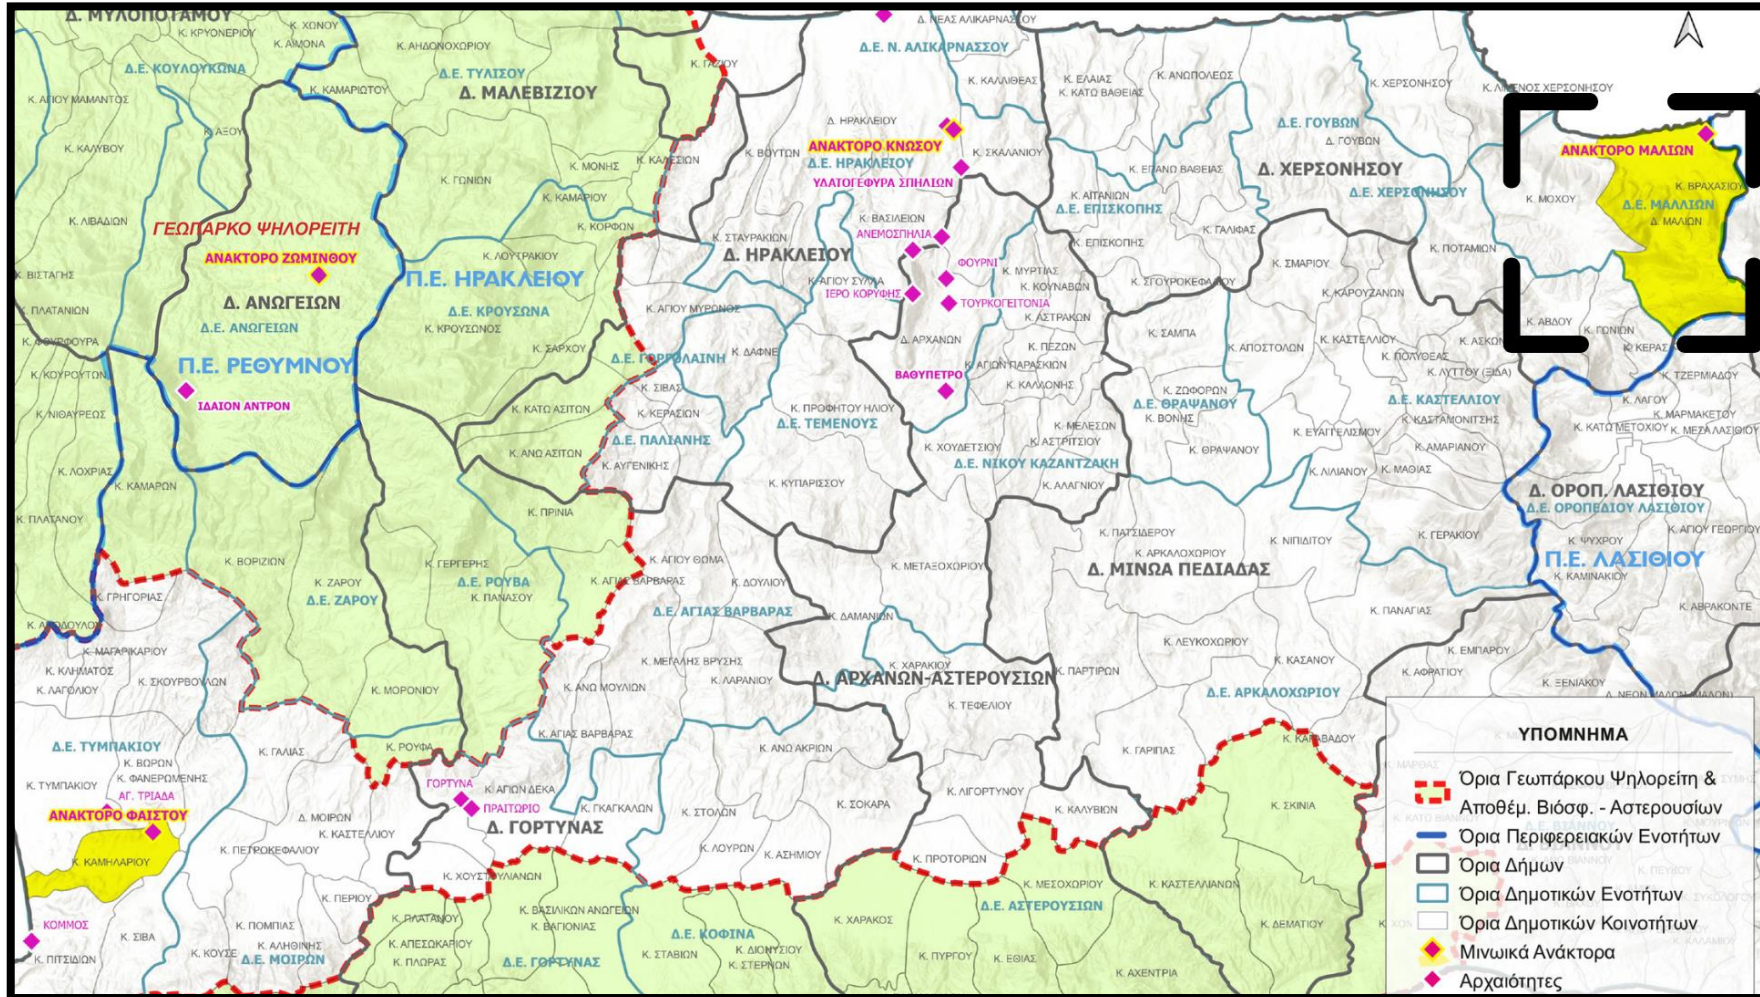 Δ. ΜΥΛΟΠΟΤΑΜΟΥ
Κ. ΧΩΝΟΥ
Κ. ΚΡΥΟΝΕΡΙΟΥ
Κ. ΑΙΜΟΝΑ
Κ. ΑΗΔΟΝΟΧΩΡΙΟΥ
Δ. ΝΕΑΣ ΑΛΙΚΑΡΝΑΣΣΟΥ
Δ.Ε. Ν. ΑΛΙΚΑΡΝΑΣΣΟΥ
Δ.Ε. ΚΟΥΛΟΥΚΩΝΑ
Δ.Ε. ΤΥΛΙΣΟΥ
Κ. ΓΑΖΙΟΥ
Κ. ΚΑΛΛΙΘΕΑΣ
Κ. ΕΛΑΙΑΣ
Κ. ΑΝΩΠΟΛΕΩΣ
Κ. ΧΕΡΣΟΝΗΣΟΥ
Κ. ΛΙΜΕΝΟΣ ΧΕΡΣΟΝΗΣΟΥ
Κ. ΑΓΙΟΥ ΜΑΜΑΝΤΟΣ
Κ. ΚΑΜΑΡΙΩΤΟΥ
Δ. ΜΑΛΕΒΙΖΙΟΥ
Κ. ΚΑΤΩ ΒΑΘΕΙΑΣ
Κ. ΑΞΟΥ
Δ. ΗΡΑΚΛΕΙΟΥ
Δ.Ε. ΓΟΥΒΩΝ
Δ. ΓΟΥΒΩΝ
Κ. ΚΑΛΥΒΟΥ
ΑΝΑΚΤΟΡΟ ΚΝΩΣΟΥ
ΑΝΑΚΤΟΡΟ ΜΑΛΙΩΝ
Κ. ΜΟΝΗΣ
Κ. ΚΑΛΕΣΙΩΝ
Κ. ΒΟΥΤΩΝ
Δ.Ε. ΗΡΑΚΛΕΙΟΥ
Κ. ΣΚΑΛΑΝΙΟΥ
Κ. ΕΠΑΝΩ ΒΑΘΕΙΑΣ
Δ. ΧΕΡΣΟΝΗΣΟΥ
Κ. ΓΩΝΙΩΝ
ΥΔΑΤΟΓΕΦΥΡΑ ΣΠΗΛΙΩΝ
Κ. ΑΙΤΑΝΙΩΝ
Δ.Ε. ΧΕΡΣΟΝΗΣΟΥ
Κ. ΒΡΑΧΑΣΙΟΥ
Κ. ΜΟΧΟΥ
Δ.Ε. ΜΑΛΛΙΩΝ
Δ. ΜΑΛΙΩΝ
Κ. ΚΑΜΑΡΙΟΥ
Δ.Ε. ΕΠΙΣΚΟΠΗΣ
Κ. ΛΙΒΑΔΙΩΝ
ΓΕΩΠΑΡΚΟ ΨΗΛΟΡΕΙΤΗ
Κ. ΚΟΡΦΩΝ
Κ. ΒΑΣΙΛΕΙΩΝ
Κ. ΓΑΛΙΦΑΣ
ΑΝΕΜΟΣΠΗΛΙΑ
Κ. ΣΤΑΥΡΑΚΙΩΝ
Κ. ΕΠΙΣΚΟΠΗΣ
Κ. ΠΟΤΑΜΙΩΝ
ΑΝΑΚΤΟΡΟ ΖΩΜΙΝΘΟΥ
Κ. ΛΟΥΤΡΑΚΙΟΥ
Δ. ΗΡΑΚΛΕΙΟΥ
ΦΟΥΡΝΙ
Κ. ΣΜΑΡΙΟΥ
Κ. ΒΙΣΤΑΓΗΣ
Π.Ε. ΗΡΑΚΛΕΙΟΥ
Κ. ΑΓΙΟΥ ΣΥΛΛΑ
Κ. ΜΥΡΤΙΑΣ
Κ. ΣΓΟΥΡΟΚΕΦΑΛΙΟΥ
Κ. ΚΟΥΝΑΒΩΝ
Κ. ΚΑΡΟΥΖΑΝΩΝ
ΙΕΡΟ ΚΟΡΥΦΗΣ
ΤΟΥΡΚΟΓΕΙΤΟΝΙΑ
Δ. ΑΝΩΓΕΙΩΝ
Κ. ΠΛΑΤΑΝΙΩΝ
Δ.Ε. ΚΡΟΥΣΩΝΑ
Κ. ΑΓΙΟΥ ΜΥΡΩΝΟΣ
Κ. ΑΣΤΡΑΚΩΝ
Κ. ΑΒΔΟΥ
Δ.Ε. ΑΝΩΓΕΙΩΝ
Κ. ΚΡΟΥΣΩΝΟΣ
Κ. ΓΩΝΙΩΝ
Κ. ΦΟΥΡΦΟΥΡΑ
Κ. ΣΑΡΧΟΥ
Δ. ΑΡΧΑΝΩΝ
Κ. ΣΑΜΠΑ
Κ. ΚΑΣΤΕΛΛΙΟΥ
Κ. ΑΣΚΩΝ
Δ.Ε. ΓΟΡΓΟΛΑΙΝΗ
Κ. ΔΑΦΝΕΣ
Κ. ΠΕΖΩΝ
Κ. ΑΠΟΣΤΟΛΩΝ
Κ. ΠΟΛΥΘΕΑΣ
Κ. ΚΕΡΑΣ
Π.Ε. ΡΕΘΥΜΝΟΥ
Κ. ΚΟΥΡΟΥΤΩΝ
ΒΑΘΥΠΕΤΡΟ
Κ. ΑΓΙΩΝ ΠΑΡΑΣΚΙΩΝ
Κ. ΛΥΤΤΟΥ (ΞΙΔΑ)
Κ. ΤΖΕΡΜΙΑΔΟΥ
Κ. ΣΙΒΑΣ
Κ. ΚΑΛΛΟΝΗΣ
Κ. ΖΩΦΟΡΩΝ
Δ.Ε. ΚΑΣΤΕΛΛΙΟΥ
Κ. ΛΑΓΟΥ
ΙΔΑΙΟΝ ΑΝΤΡΟΝ
Κ. ΝΙΘΑΥΡΕΩΣ
Κ. ΚΑΤΩ ΑΣΙΤΩΝ
Κ. ΚΕΡΑΣΙΩΝ
Κ. ΠΡΟΦΗΤΟΥ ΗΛΙΟΥ
Δ.Ε. ΘΡΑΨΑΝΟΥ
Κ. ΜΑΡΜΑΚΕΤΟΥ
Δ.Ε. ΤΕΜΕΝΟΥΣ
Κ. ΜΕΛΕΣΩΝ
Κ. ΒΟΝΗΣ
Κ. ΚΑΣΤΑΜΟΝΙΤΣΗΣ
Κ. ΚΑΤΩ ΜΕΤΟΧΙΟΥ
Κ. ΜΕΣΑ ΛΑΣΙΘΙΟΥ
Δ.Ε. ΠΑΛΙΑΝΗΣ
Κ. ΑΣΤΡΙΤΣΙΟΥ
Κ. ΕΥΑΓΓΕΛΙΣΜΟΥ
Κ. ΑΝΩ ΑΣΙΤΩΝ
Κ. ΧΟΥΔΕΤΣΙΟΥ
Κ. ΘΡΑΨΑΝΟΥ
Κ. ΑΜΑΡΙΑΝΟΥ
Κ. ΛΟΧΡΙΑΣ
Κ. ΑΥΓΕΝΙΚΗΣ
Δ.Ε. ΝΙΚΟΥ ΚΑΖΑΝΤΖΑΚΗ
Κ. ΛΙΛΙΑΝΟΥ
Κ. ΜΑΘΙΑΣ
Κ. ΚΑΜΑΡΩΝ
Κ. ΚΥΠΑΡΙΣΣΟΥ
Κ. ΑΛΑΓΝΙΟΥ
Δ. ΟΡΟΠ. ΛΑΣΙΘΙΟΥ
Κ. ΠΛΑΤΑΝΟΥ
Κ. ΠΡΙΝΙΑ
Δ.Ε. ΟΡΟΠΕΔΙΟΥ ΛΑΣΙΘΙΟΥ
Κ. ΠΑΤΣΙΔΕΡΟΥ
Κ. ΓΕΡΑΚΙΟΥ
Κ. ΑΓΙΟΥ ΓΕΩΡΓΙΟΥ
Κ. ΝΙΠΙΔΙΤΟΥ
Κ. ΨΥΧΡΟΥ
Κ. ΒΟΡΙΖΙΩΝ
Κ. ΓΕΡΓΕΡΗΣ
Κ. ΑΓΙΟΥ ΘΩΜΑ
Κ. ΜΕΤΑΞΟΧΩΡΙΟΥ
Κ. ΑΡΚΑΛΟΧΩΡΙΟΥ
Π.Ε. ΛΑΣΙΘΙΟΥ
Κ. ΖΑΡΟΥ
Δ.Ε. ΡΟΥΒΑ
Κ. ΑΓΙΑΣ ΒΑΡΒΑΡΑΣ
Κ. ΔΟΥΛΙΟΥ
Δ. ΜΙΝΩΑ ΠΕΔΙΑΔΑΣ
Κ. ΚΑΜΙΝΑΚΙΟΥ
Κ. ΓΡΗΓΟΡΙΑΣ
Δ.Ε. ΖΑΡΟΥ
Κ. ΠΑΝΑΣΟΥ
Δ.Ε. ΑΓΙΑΣ ΒΑΡΒΑΡΑΣ
Κ. ΔΑΜΑΝΙΩΝ
Κ. ΠΑΝΑΓΙΑΣ
Κ. ΑΒΡΑΚΟΝΤΕ
Κ. ΛΕΥΚΟΧΩΡΙΟΥ
Κ. ΜΑΓΑΡΙΚΑΡΙΟΥ
Κ. ΕΜΠΑΡΟΥ
Κ. ΚΛΗΜΑΤΟΣ
Κ. ΜΕΓΑΛΗΣ ΒΡΥΣΗΣ
Κ. ΧΑΡΑΚΙΟΥ
Κ. ΠΑΡΤΙΡΩΝ
Κ. ΚΑΣΑΝΟΥ
Κ. ΑΦΡΑΤΙΟΥ
Κ. ΣΚΟΥΡΒΟΥΛΩΝ
Δ. ΑΡΧΑΝΩΝ-ΑΣΤΕΡΟΥΣΙΩΝ
Κ. ΛΑΓΟΛΙΟΥ
Κ. ΜΟΡΟΝΙΟΥ
Κ. ΑΝΩ ΜΟΥΛΙΩΝ
Κ. ΛΑΡΑΝΙΟΥ
Δ.Ε. ΑΡΚΑΛΟΧΩΡΙΟΥ
Κ. ΞΕΝΙΑΚΟΥ
Κ. ΤΕΦΕΛΙΟΥ
Δ.Ε. ΤΥΜΠΑΚΙΟΥ
Κ. ΓΑΛΙΑΣ
Κ. ΡΟΥΦΑ
Κ. ΑΓΙΑΣ ΒΑΡΒΑΡΑΣ
Κ. ΑΝΩ ΑΚΡΙΩΝ
Κ. ΓΑΡΙΠΑΣ
Κ. ΚΑΡΑΒΑΔΟΥ
ΥΠΟΜΝΗΜΑ
Κ. ΒΩΡΩΝ
Κ. ΦΑΝΕΡΩΜΕΝΗΣ
Κ. ΤΥΜΠΑΚΙΟΥ
ΑΓ. ΤΡΙΑΔΑ
ΓΟΡΤΥΝΑ
Κ. ΑΓΙΩΝ ΔΕΚΑ
Κ. ΛΙΓΟΡΤΥΝΟΥ
Όρια Γεωπάρκου Ψηλορείτη &
Αποθέμ. Βιόσφ. - Αστερουσίων
ΑΝΑΚΤΟΡΟ ΦΑΙΣΤΟΥ
Δ. ΜΟΙΡΩΝ
ΠΡΑΙΤΩΡΙΟ
Κ. ΓΚΑΓΚΑΛΩΝ
Κ. ΣΤΟΛΩΝ
Κ. ΣΟΚΑΡΑ
Κ. ΚΑΛΥΒΙΩΝ
Κ. ΣΚΙΝΙΑ
Κ. ΚΑΣΤΕΛΛΙΟΥ
Δ. ΓΟΡΤΥΝΑΣ
Όρια Περιφερειακών Ενοτήτων
Κ. ΚΑΜΗΛΑΡΙΟΥ
Κ. ΠΕΤΡΟΚΕΦΑΛΙΟΥ
Κ. ΛΟΥΡΩΝ
Κ. ΑΣΗΜΙΟΥ
Κ. ΠΡΟΤΟΡΙΩΝ
Όρια Δήμων
Κ. ΧΟΥΣΤΟΥΛΙΑΝΩΝ
Κ. ΜΕΣΟΧΩΡΙΟΥ
Κ. ΚΑΣΤΕΛΛΙΑΝΩΝ
Όρια Δημοτικών Ενοτήτων
Κ. ΠΕΡΙΟΥ
Δ.Ε. ΑΣΤΕΡΟΥΣΙΩΝ
Κ. ΠΛΑΤΑΝΟΥ
Κ. ΒΑΣΙΛΙΚΩΝ ΑΝΩΓΕΙΩΝ
Κ. ΧΑΡΑΚΟΣ
Κ. ΔΕΜΑΤΙΟΥ
Όρια Δημοτικών Κοινοτήτων
ΚΟΜΜΟΣ
Κ. ΠΟΜΠΙΑΣ
Κ. ΒΑΓΙΟΝΙΑΣ
Δ.Ε. ΚΟΦΙΝΑ
Κ. ΣΙΒΑ
Κ. ΑΛΗΘΙΝΗΣ
Κ. ΑΠΕΣΩΚΑΡΙΟΥ
Κ. ΔΙΟΝΥΣΙΟΥ
Μινωικά Ανάκτορα
Κ. ΠΙΤΣΙΔΙΩΝ
Κ. ΚΟΥΣΕ
Δ.Ε. ΜΟΙΡΩΝ
Κ. ΠΛΩΡΑΣ
Δ.Ε. ΓΟΡΤΥΝΑΣ
Κ. ΣΤΑΒΙΩΝ
Κ. ΣΤΕΡΝΩΝ
Κ. ΠΥΡΓΟΥ
Κ. ΕΘΙΑΣ
Κ. ΑΧΕΝΤΡΙΑ
Αρχαιότητες